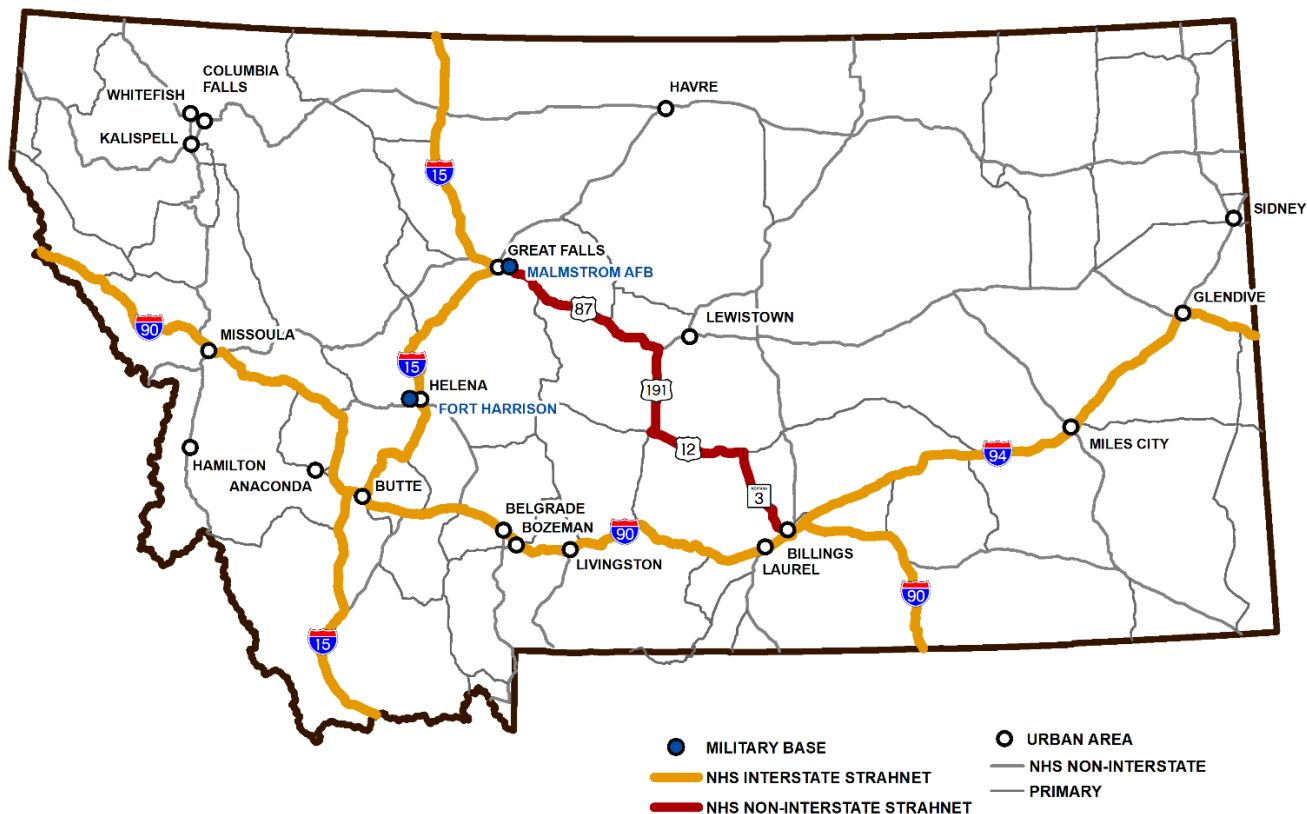 COLUMBIA
FALLS
WHITEFISH
KALISPELL
HAVRE
15
SIDNEY
GREAT FALLS
MALMSTROM AFB
87
GLENDIVE
LEWISTOWN
90
MISSOULA
15
HELENA
FORT HARRISON
191
12
MILES CITY
94
HAMILTON
ANACONDA
BUTTE
MONTANA
3
BELGRADE
BOZEMAN
90
LIVINGSTON
BILLINGS
LAUREL
90
15
MILITARY BASE
NHS INTERSTATE STRAHNET
NHS NON-INTERSTATE STRAHNET
URBAN AREA
NHS NON-INTERSTATE
PRIMARY